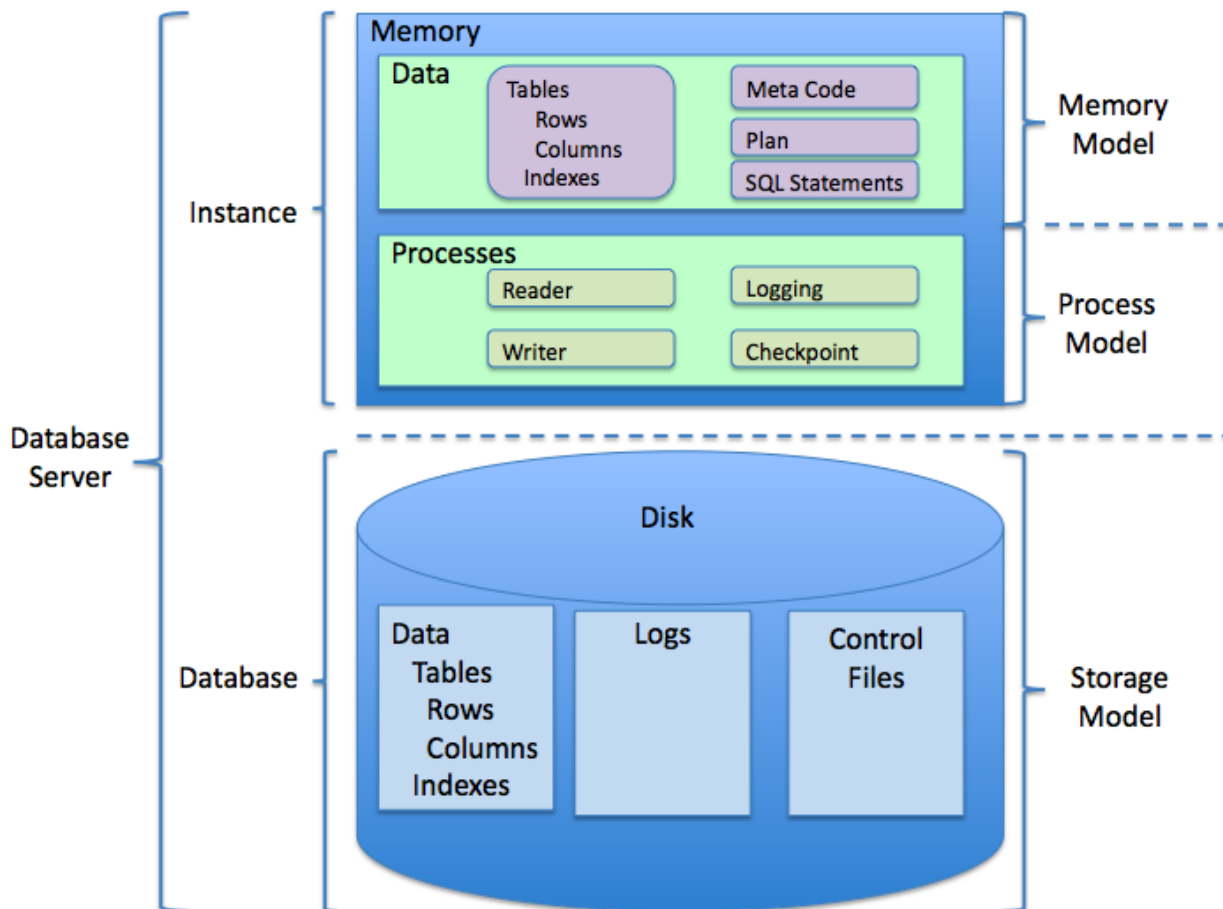 Memory
Data
Tables
Rows
Columns
Indexes
Meta Code
Plan
SQL Statements
Memory
Model
Instance
Processes
Reader
Logging
Writer
Checkpoint
Process
Model
Database
Server
Disk
Data
Tables
Rows
Columns
Indexes
Logs
Control
Files
Database
Storage
Model